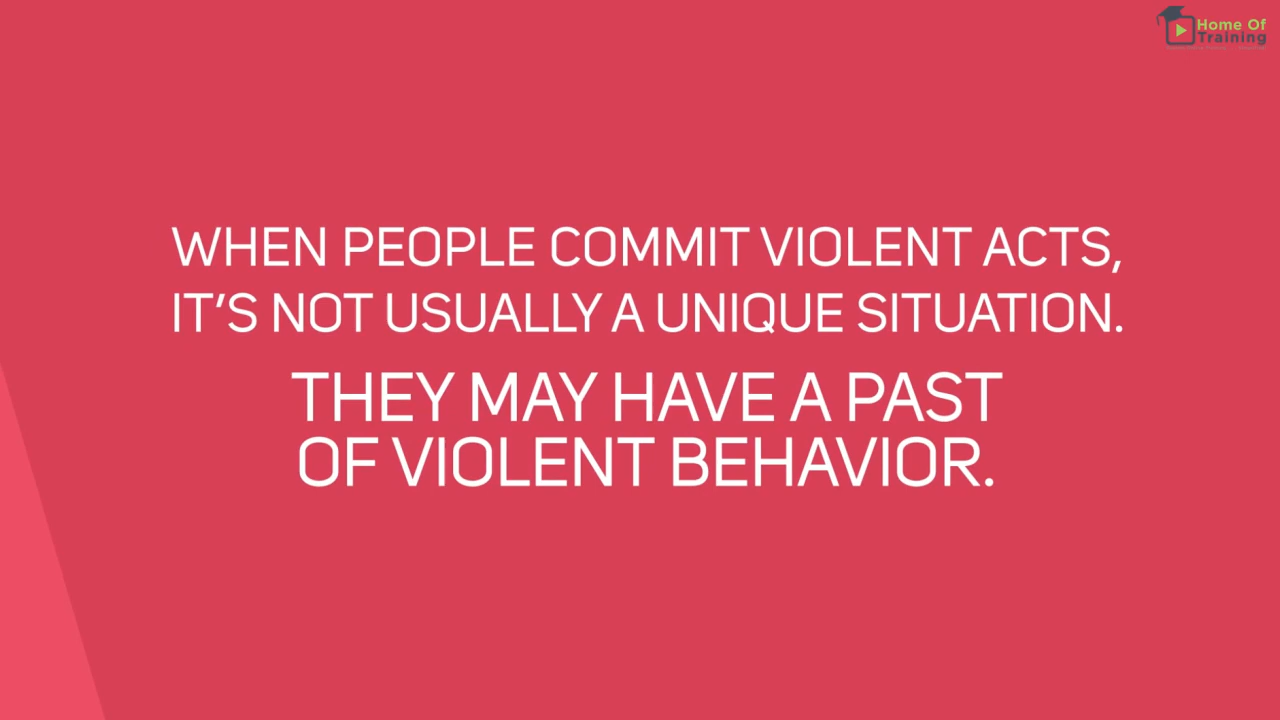 Home Of
Training
WHEN PEOPLE COMMIT VIOLENT ACTS,
IT'S NOT USUALLY A UNIQUE SITUATION.
THEY MAY HAVE A PAST
OF VIOLENT BEHAVIOR.